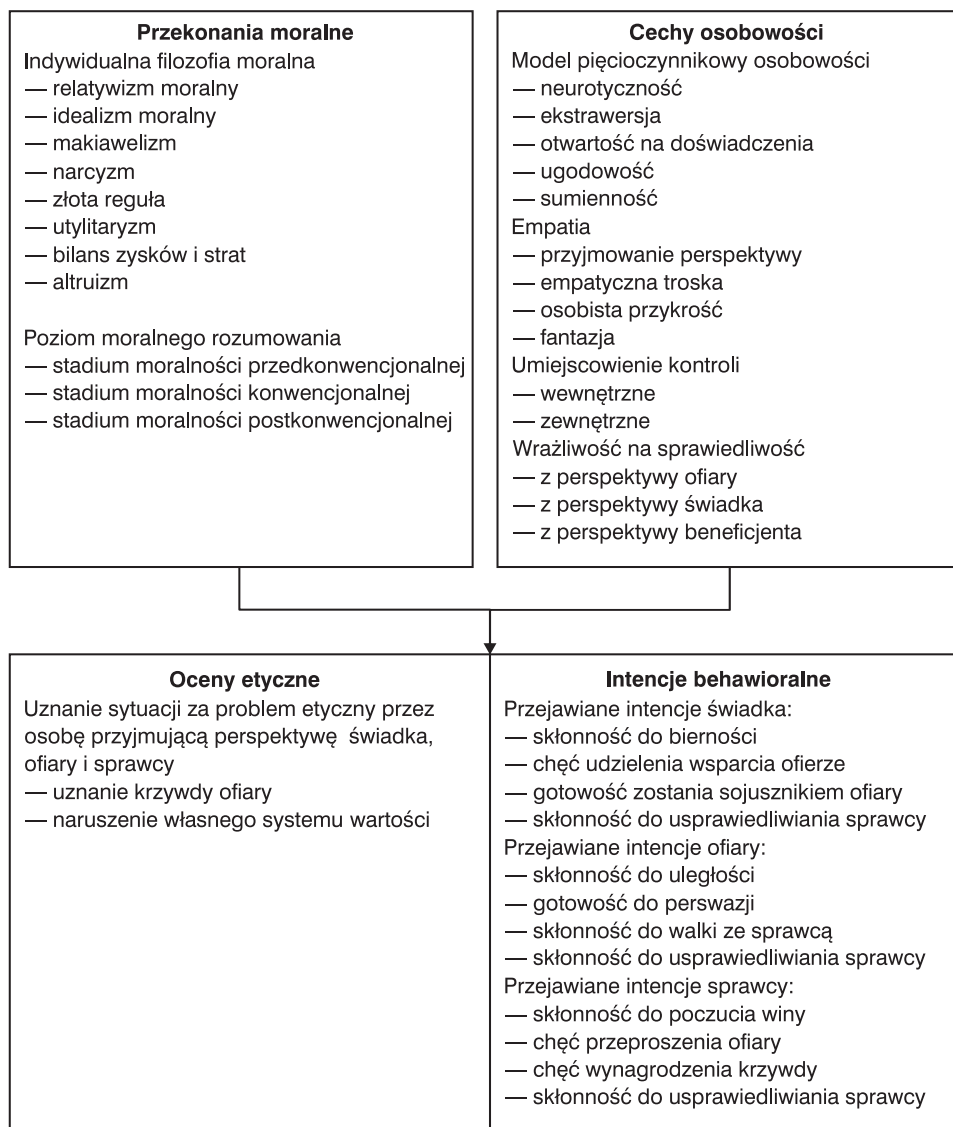 Przekonania moralne
Indywidualna filozofia moralna
— relatywizm moralny
— idealizm moralny
— makiawelizm
— narcyzm
— złota reguła
— utylitaryzm
— bilans zysków i strat
— altruizm
Poziom moralnego rozumowania
— stadium moralności przedkonwencjonalnej
— stadium moralności konwencjonalnej
— stadium moralności postkonwencjonalnej
Cechy osobowości
Model pięcioczynnikowy osobowości
— neurotyczność
— ekstrawersja
— otwartość na doświadczenia
— ugodowość
— sumienność
Empatia
— przyjmowanie perspektywy
— empatyczna troska
— osobista przykrość
— fantazja
Umiejscowienie kontroli
— wewnętrzne
— zewnętrzne
Wrażliwość na sprawiedliwość
— z perspektywy ofiary
— z perspektywy świadka
— z perspektywy beneficjenta
Oceny etyczne
Uznanie sytuacji za problem etyczny przez
osobę przyjmującą perspektywę świadka,
ofiary i sprawcy
— uznanie krzywdy ofiary
— naruszenie własnego systemu wartości
Intencje behawioralne
Przejawiane intencje świadka:
— skłonność do bierności
— chęć udzielenia wsparcia ofierze
— gotowość zostania sojusznikiem ofiary
— skłonność do usprawiedliwiania sprawcy
Przejawiane intencje ofiary:
— skłonność do uległości
— gotowość do perswazji
— skłonność do walki ze sprawcą
— skłonność do usprawiedliwiania sprawcy
Przejawiane intencje sprawcy:
— skłonność do poczucia winy
— chęć przeproszenia ofiary
— chęć wynagrodzenia krzywdy
— skłonność do usprawiedliwiania sprawcy